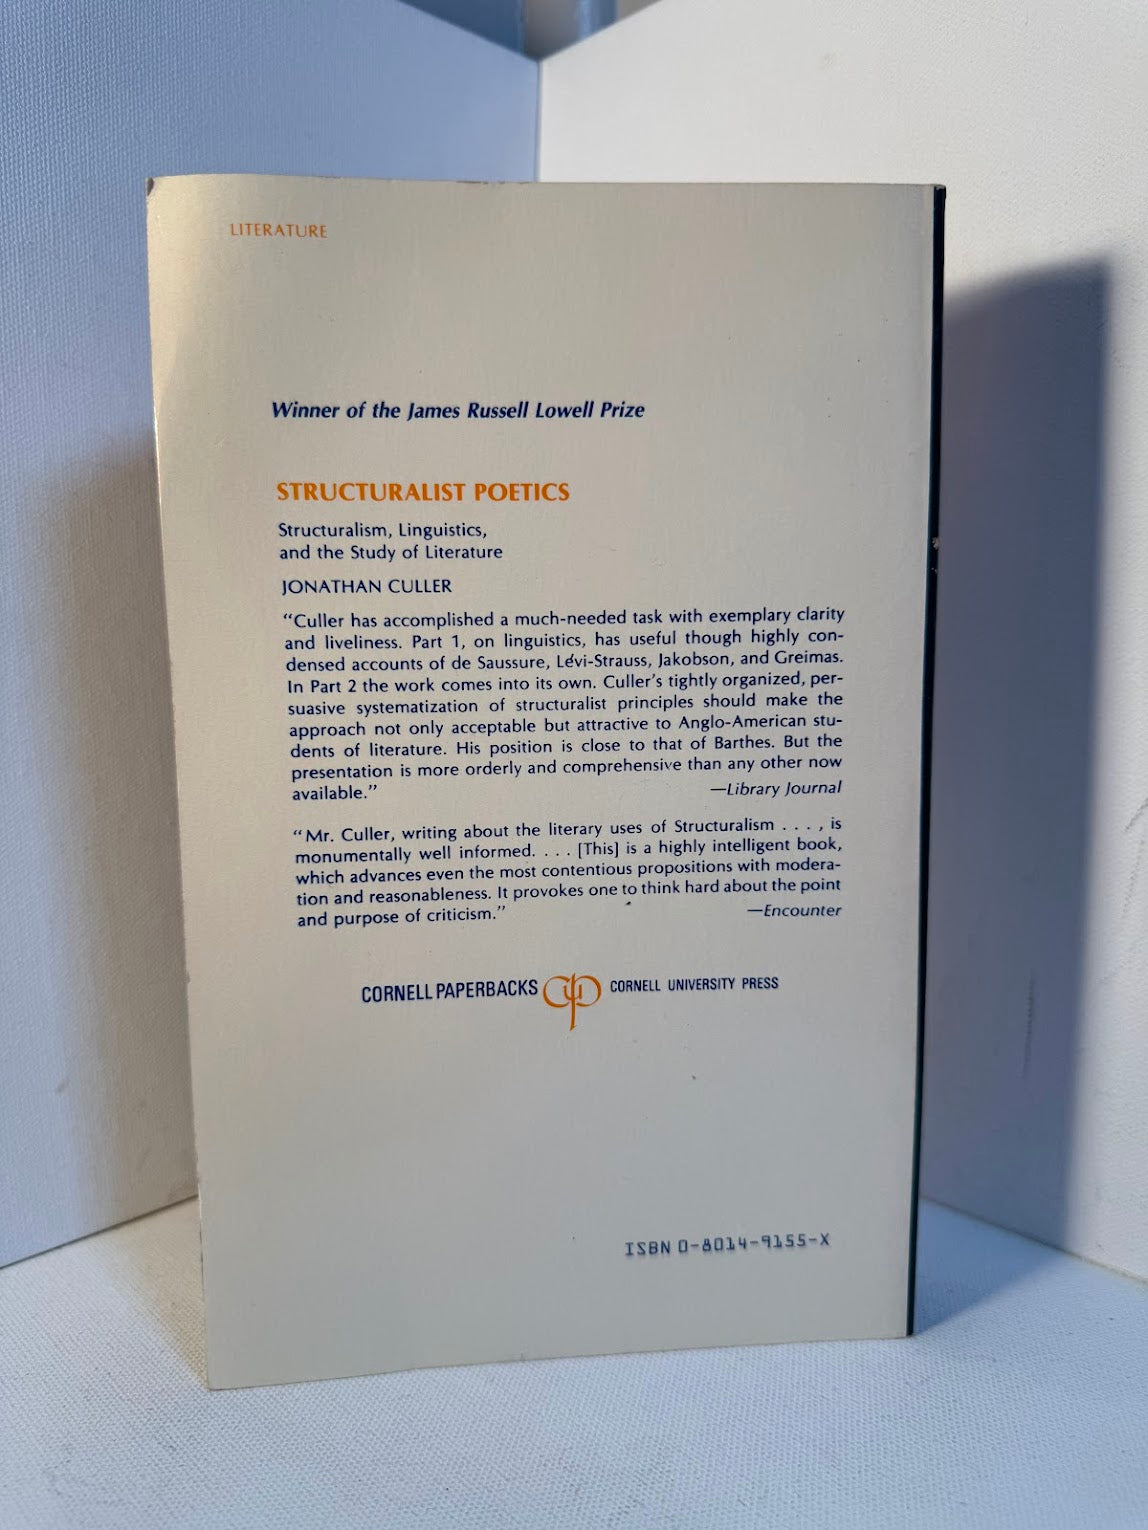 LITERATURE
Winner of the James Russell Lowell Prize
STRUCTURALIST POETICS
Structuralism, Linguistics,
and the Study of Literature
JONATHAN CULLER
“Culler has accomplished a much-needed task with exemplary clarity
and liveliness. Part 1, on linguistics, has useful though highly con-
densed accounts of de Saussure, Lévi-Strauss, Jakobson, and Greimas.
In Part 2 the work comes into its own. Culler’s tightly organized, per-
suasive systematization of structuralist principles should make the
approach not only acceptable but attractive to Anglo-American stu-
dents of literature. His position is close to that of Barthes. But the
presentation is more orderly and comprehensive than any other now
available.” —Library Journal
“Mr. Culler, writing about the literary uses of Structuralism . . . , is
monumentally well informed. . . . [This] is a highly intelligent book,
which advances even the most contentious propositions with modera-
tion and reasonableness. It provokes one to think hard about the point
and purpose of criticism.” —Encounter
CORNELL PAPERBACKS CUP CORNELL UNIVERSITY PRESS
ISBN 0-8014-9155-X